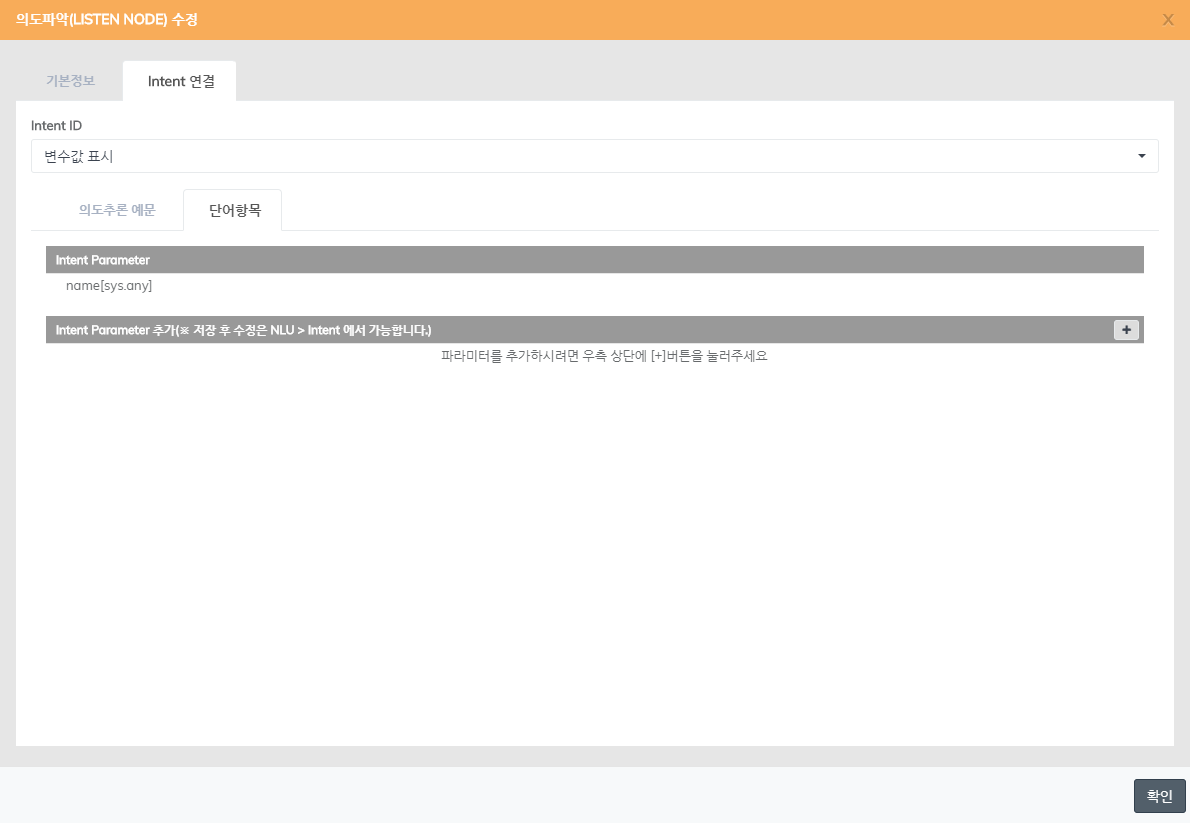 의도파악(LISTEN NODE) 수정
X
기본정보
Intent 연결
Intent ID
변수값 표시
의도추론 예문
단어항목
Intent Parameter
name[sys.any]
Intent Parameter 추가(※ 저장 후 수정은 NLU > Intent 에서 가능합니다.)
+
파라미터를 추가하시려면 우측 상단에 [+]버튼을 눌러주세요
확인